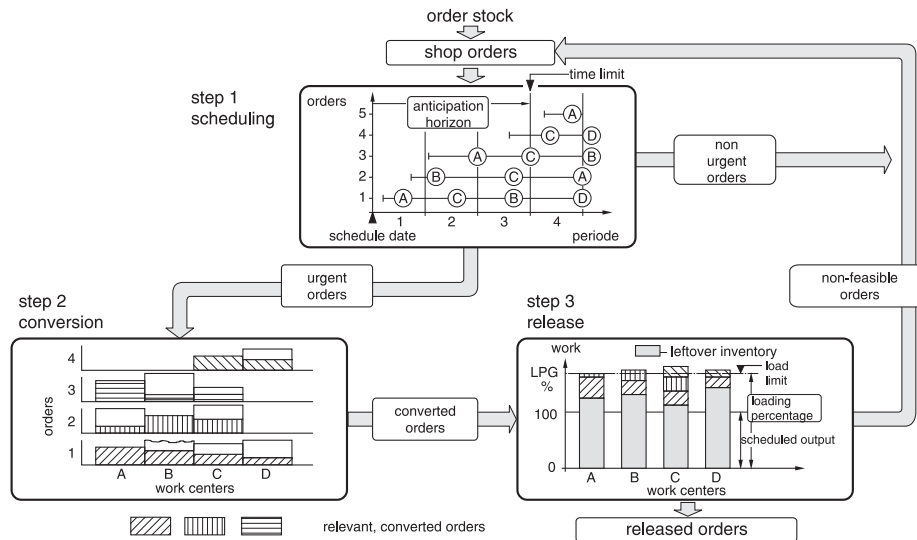 order stock
shop orders
time limit
step 1
scheduling
orders
anticipation
horizon
5
4
3
2
1
A
C
D
A
C
B
B
C
A
A
C
B
D
1
2
3
4
schedule date
periode
non
urgent
orders
urgent
orders
non-feasible
orders
step 2
conversion
orders
4
3
2
1
A
B
C
D
work centers
converted
orders
step 3
release
work
leftover inventory
LPG
%
100
0
load
limit
loading
percentage
scheduled output
A
B
C
D
work centers
relevant, converted orders
released orders